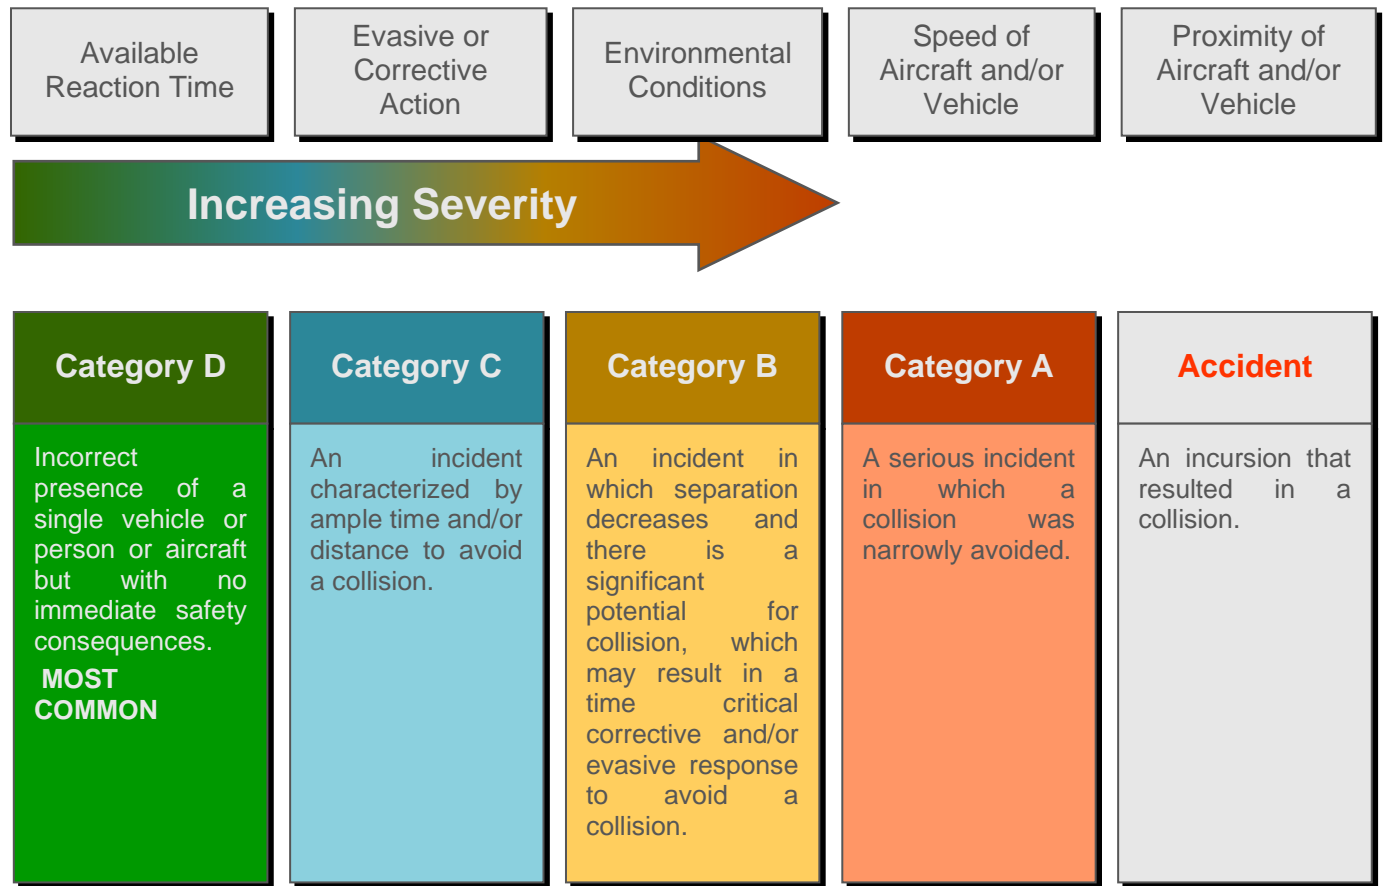 Available
Reaction Time
Evasive or
Corrective
Action
Environmental
Conditions
Speed of
Aircraft and/or
Vehicle
Proximity of
Aircraft and/or
Vehicle
Increasing Severity
Category D
Incorrect
presence of a
single vehicle or
person or aircraft
but with no
immediate safety
consequences.
MOST
COMMON
Category C
An incident
characterized by
ample time and/or
distance to avoid
a collision.
Category B
An incident in
which separation
decreases and
there is a
significant
potential for
collision, which
may result in a
time critical
corrective and/or
evasive response
to avoid a
collision.
Category A
A serious incident
in which a
collision was
narrowly avoided.
Accident
An incursion that
resulted in a
collision.